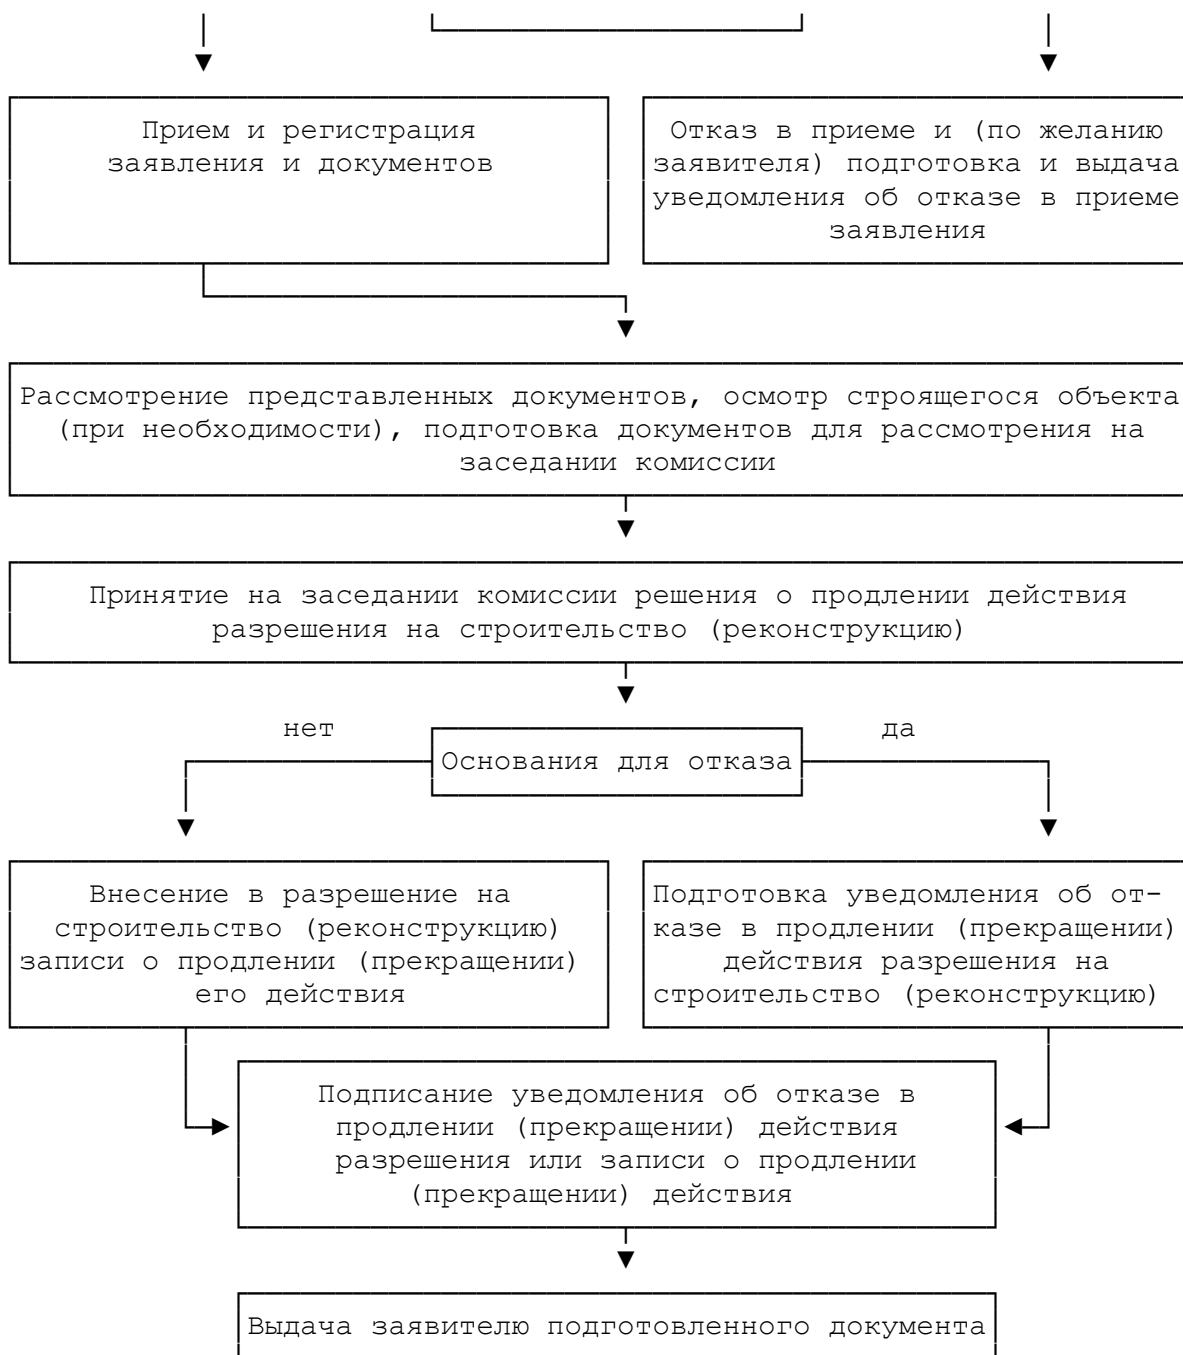 Прием и регистрация
заявления и документов
Отказ в приеме и (по желанию
заявителя) подготовка и выдача
уведомления об отказе в приеме
заявления
Рассмотрение представленных документов, осмотр строящегося объекта
(при необходимости), подготовка документов для рассмотрения на
заседании комиссии
Принятие на заседании комиссии решения о продлении действия
разрешения на строительство (реконструкцию)
нет
да
Основания для отказа
Внесение в разрешение на
строительство (реконструкцию)
записи о продлении (прекращении)
его действия
Подготовка уведомления об от-
казе в продлении (прекращении)
действия разрешения на
строительство (реконструкцию)
Подписание уведомления об отказе в
продлении (прекращении) действия
разрешения или записи о продлении
(прекращении) действия
Выдача заявителю подготовленного документа